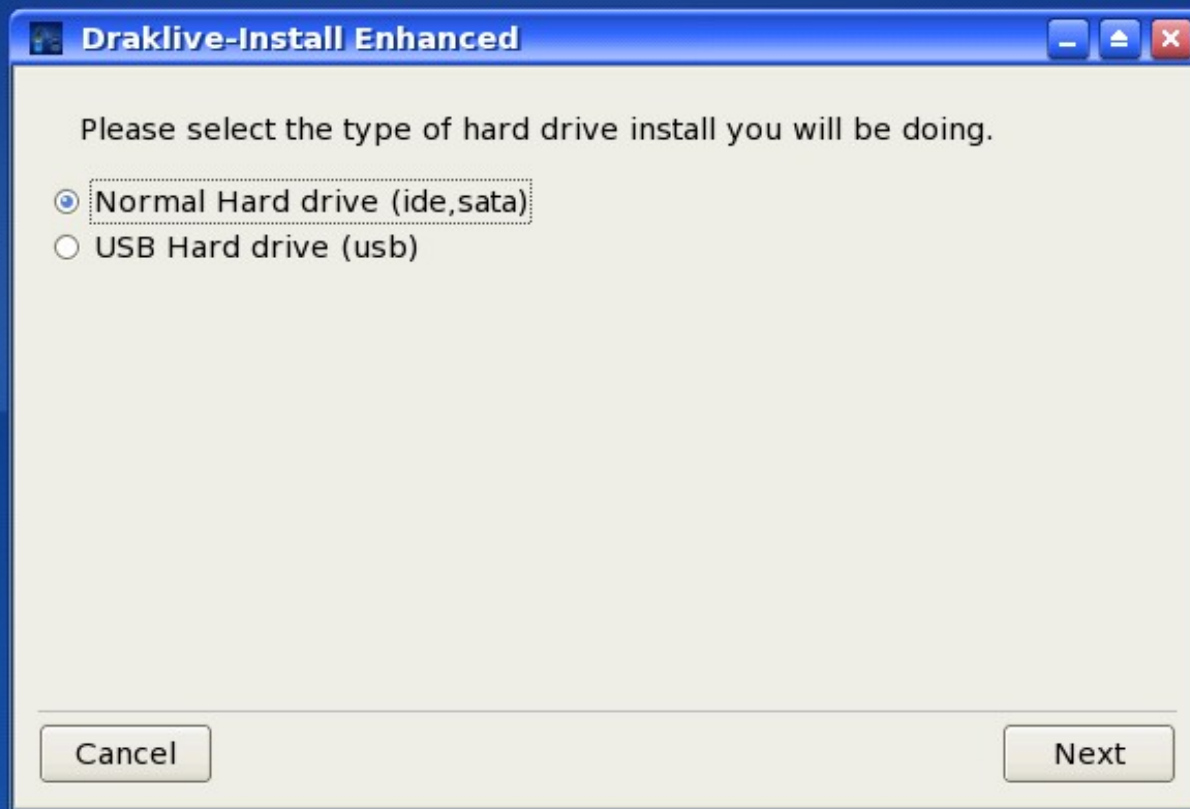 Draklive-Install Enhanced
Please select the type of hard drive install you will be doing.
Normal Hard drive (ide,sata)
USB Hard drive (usb)
Cancel
Next